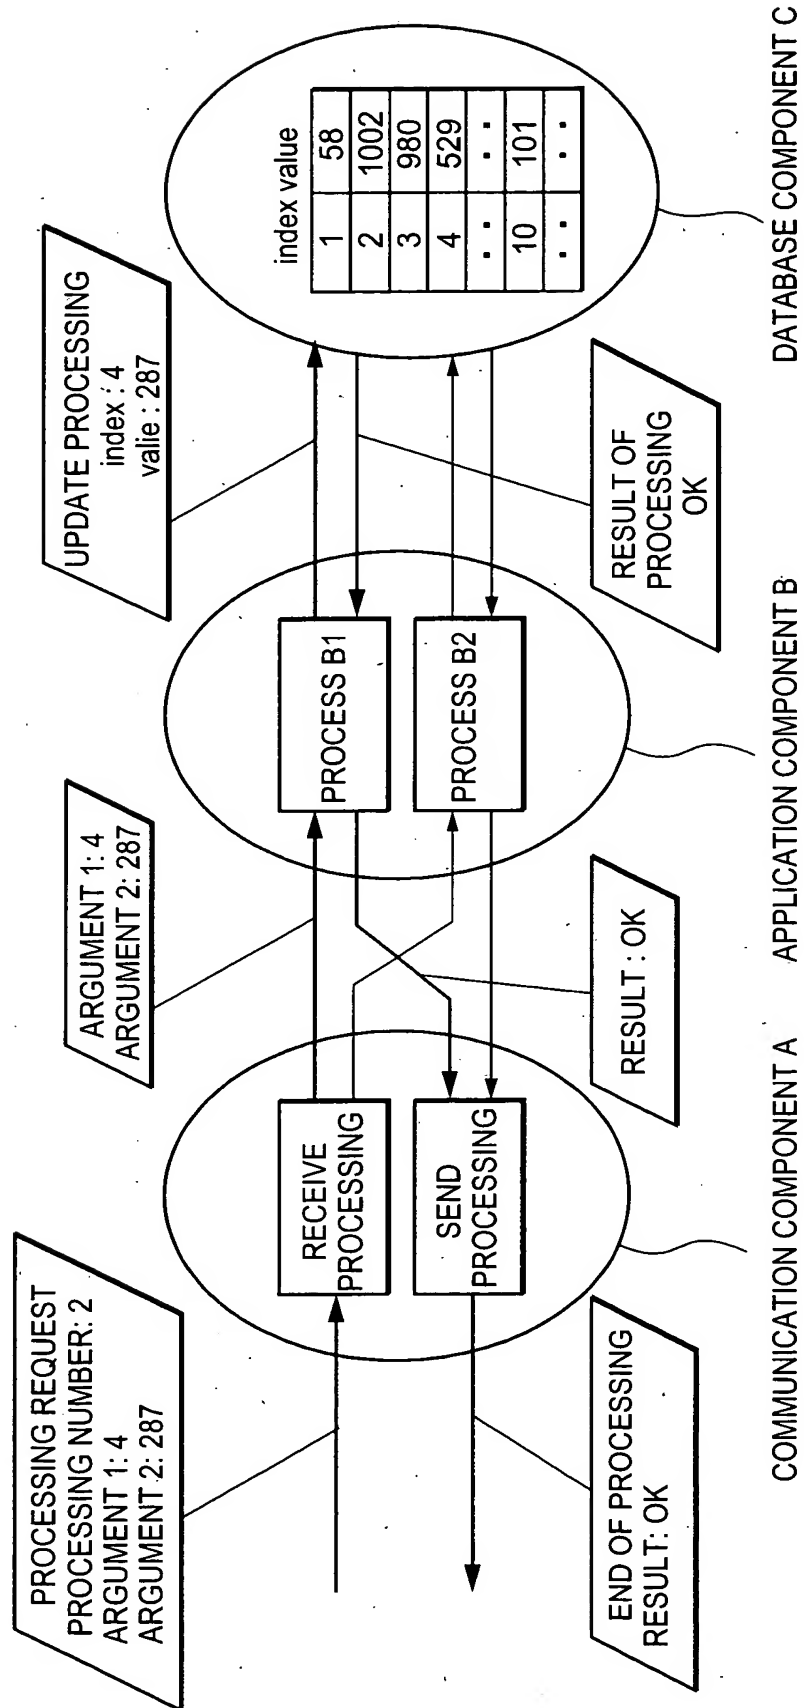 PROCESSING REQUEST
PROCESSING NUMBER: 2
ARGUMENT 1: 4
ARGUMENT 2: 287
ARGUMENT 1: 4
ARGUMENT 2: 287
UPDATE PROCESSING
index : 4
valie : 287
RECEIVE
PROCESSING
SEND
PROCESSING
PROCESS B1
PROCESS B2
index value
1 58
2 1002
3 980
4 529
. . . .
10 101
. . . .
END OF PROCESSING
RESULT: OK
RESULT : OK
RESULT OF
PROCESSING
OK
COMMUNICATION COMPONENT A
APPLICATION COMPONENT B
DATABASE COMPONENT C